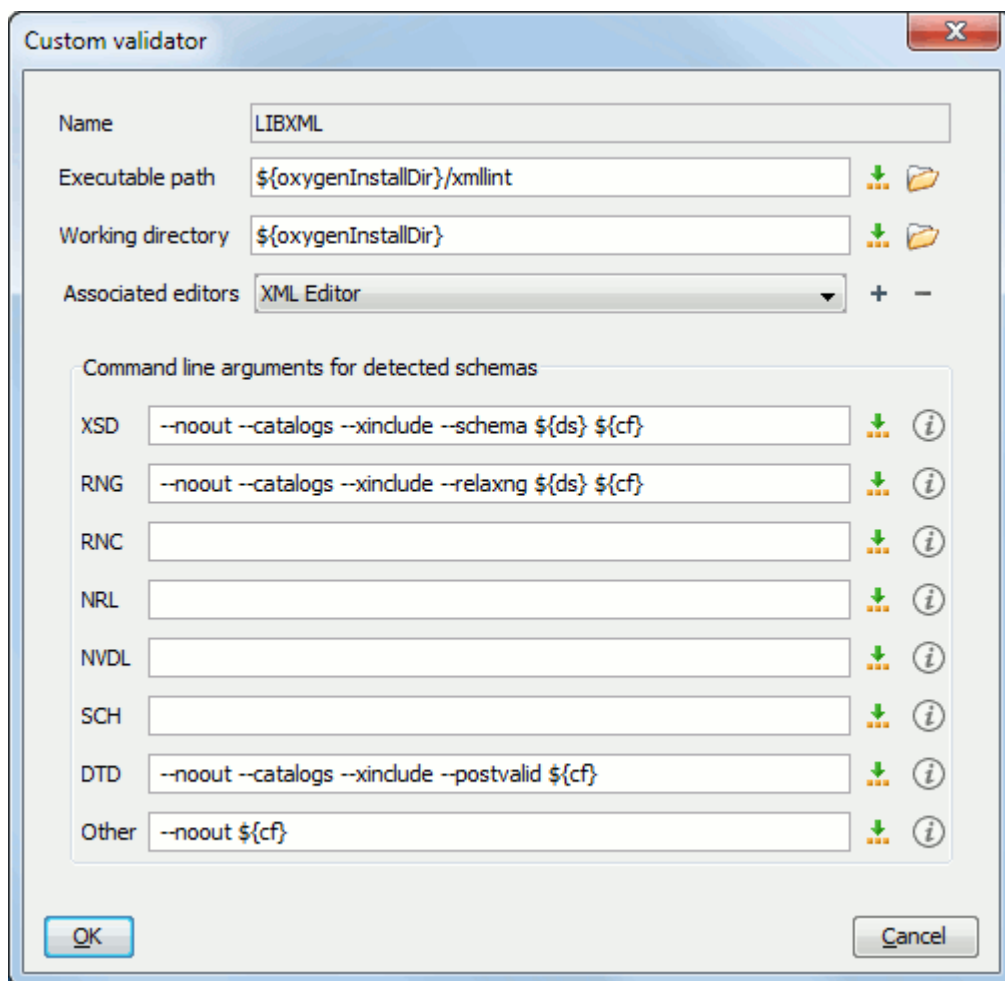 Custom validator
Name LIBXML
Executable path ${oxygenInstallDir}/xmllint
Working directory ${oxygenInstallDir}
Associated editors XML Editor
Command line arguments for detected schemas
XSD --noout --catalogs --xinclude --schema ${ds} ${cf}
RNG --noout --catalogs --xinclude --relaxng ${ds} ${cf}
RNC
NRL
NVDL
SCH
DTD --noout --catalogs --xinclude --postvalid ${cf}
Other --noout ${cf}
OK Cancel